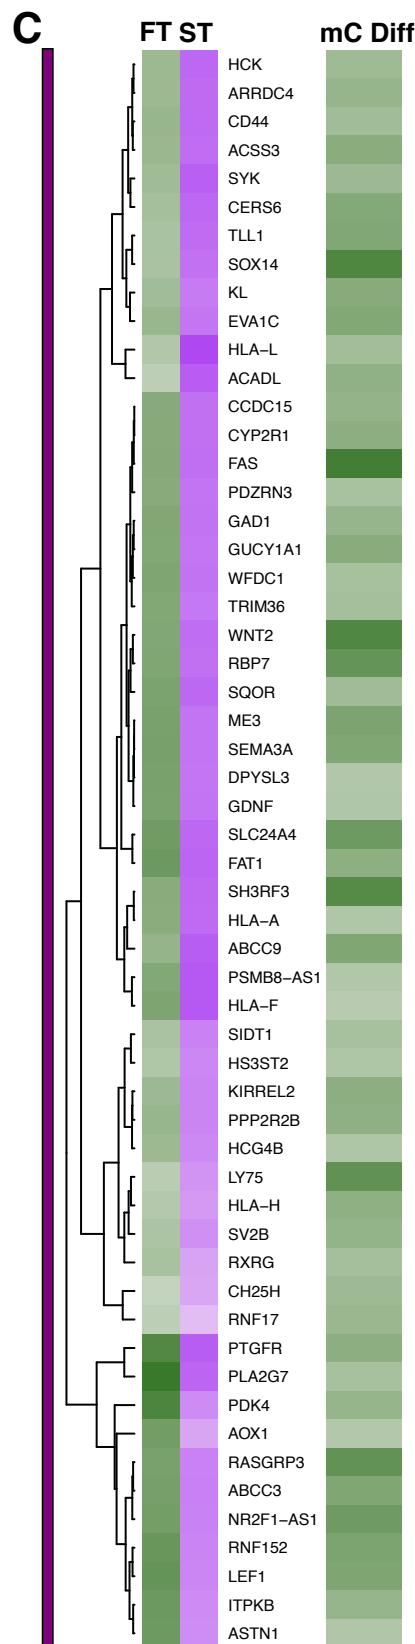 C
FT ST mC Diff
HCK
ARRDC4
CD44
ACSS3
SYK
CERS6
TLL1
SOX14
KL
EVA1C
HLA−L
ACADL
CCDC15
CYP2R1
FAS
PDZRN3
GAD1
GUCY1A1
WFDC1
TRIM36
WNT2
RBP7
SQOR
ME3
SEMA3A
DPYSL3
GDNF
SLC24A4
FAT1
SH3RF3
HLA−A
ABCC9
PSMB8−AS1
HLA−F
SIDT1
HS3ST2
KIRREL2
PPP2R2B
HCG4B
LY75
HLA−H
SV2B
RXRG
CH25H
RNF17
PTGFR
PLA2G7
PDK4
AOX1
RASGRP3
ABCC3
NR2F1−AS1
RNF152
LEF1
ITPKB
ASTN1